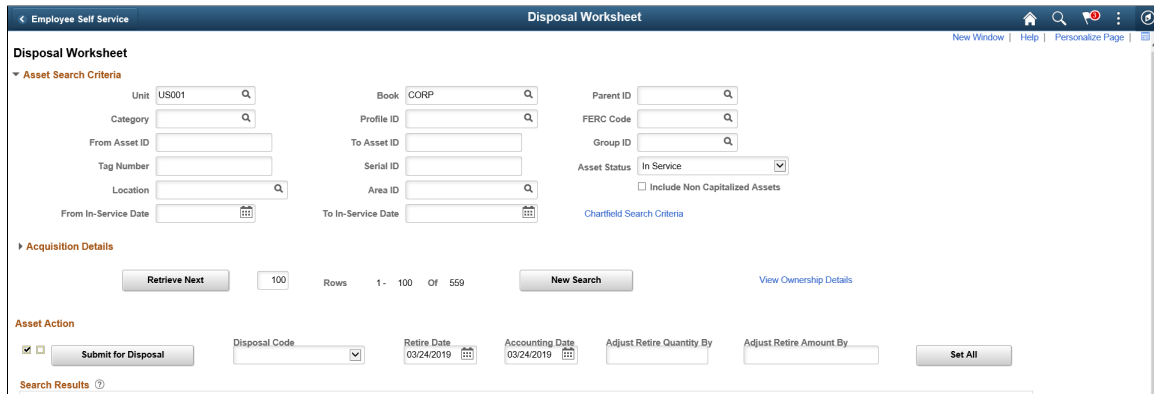 Employee Self Service
Disposal Worksheet
3
New Window | Help | Personalize Page |
Disposal Worksheet
Asset Search Criteria
Unit US001 Book CORP Parent ID
Category Profile ID FERC Code
From Asset ID To Asset ID Group ID
Tag Number Serial ID Asset Status In Service
Location Area ID Include Non Capitalized Assets
From In-Service Date To In-Service Date Chartfield Search Criteria
Acquisition Details
Retrieve Next 100 Rows 1 - 100 Of 559 New Search View Ownership Details
Asset Action
Disposal Code Retire Date Accounting Date Adjust Retire Quantity By Adjust Retire Amount By
Submit for Disposal 03/24/2019 03/24/2019 Set All
Search Results ?